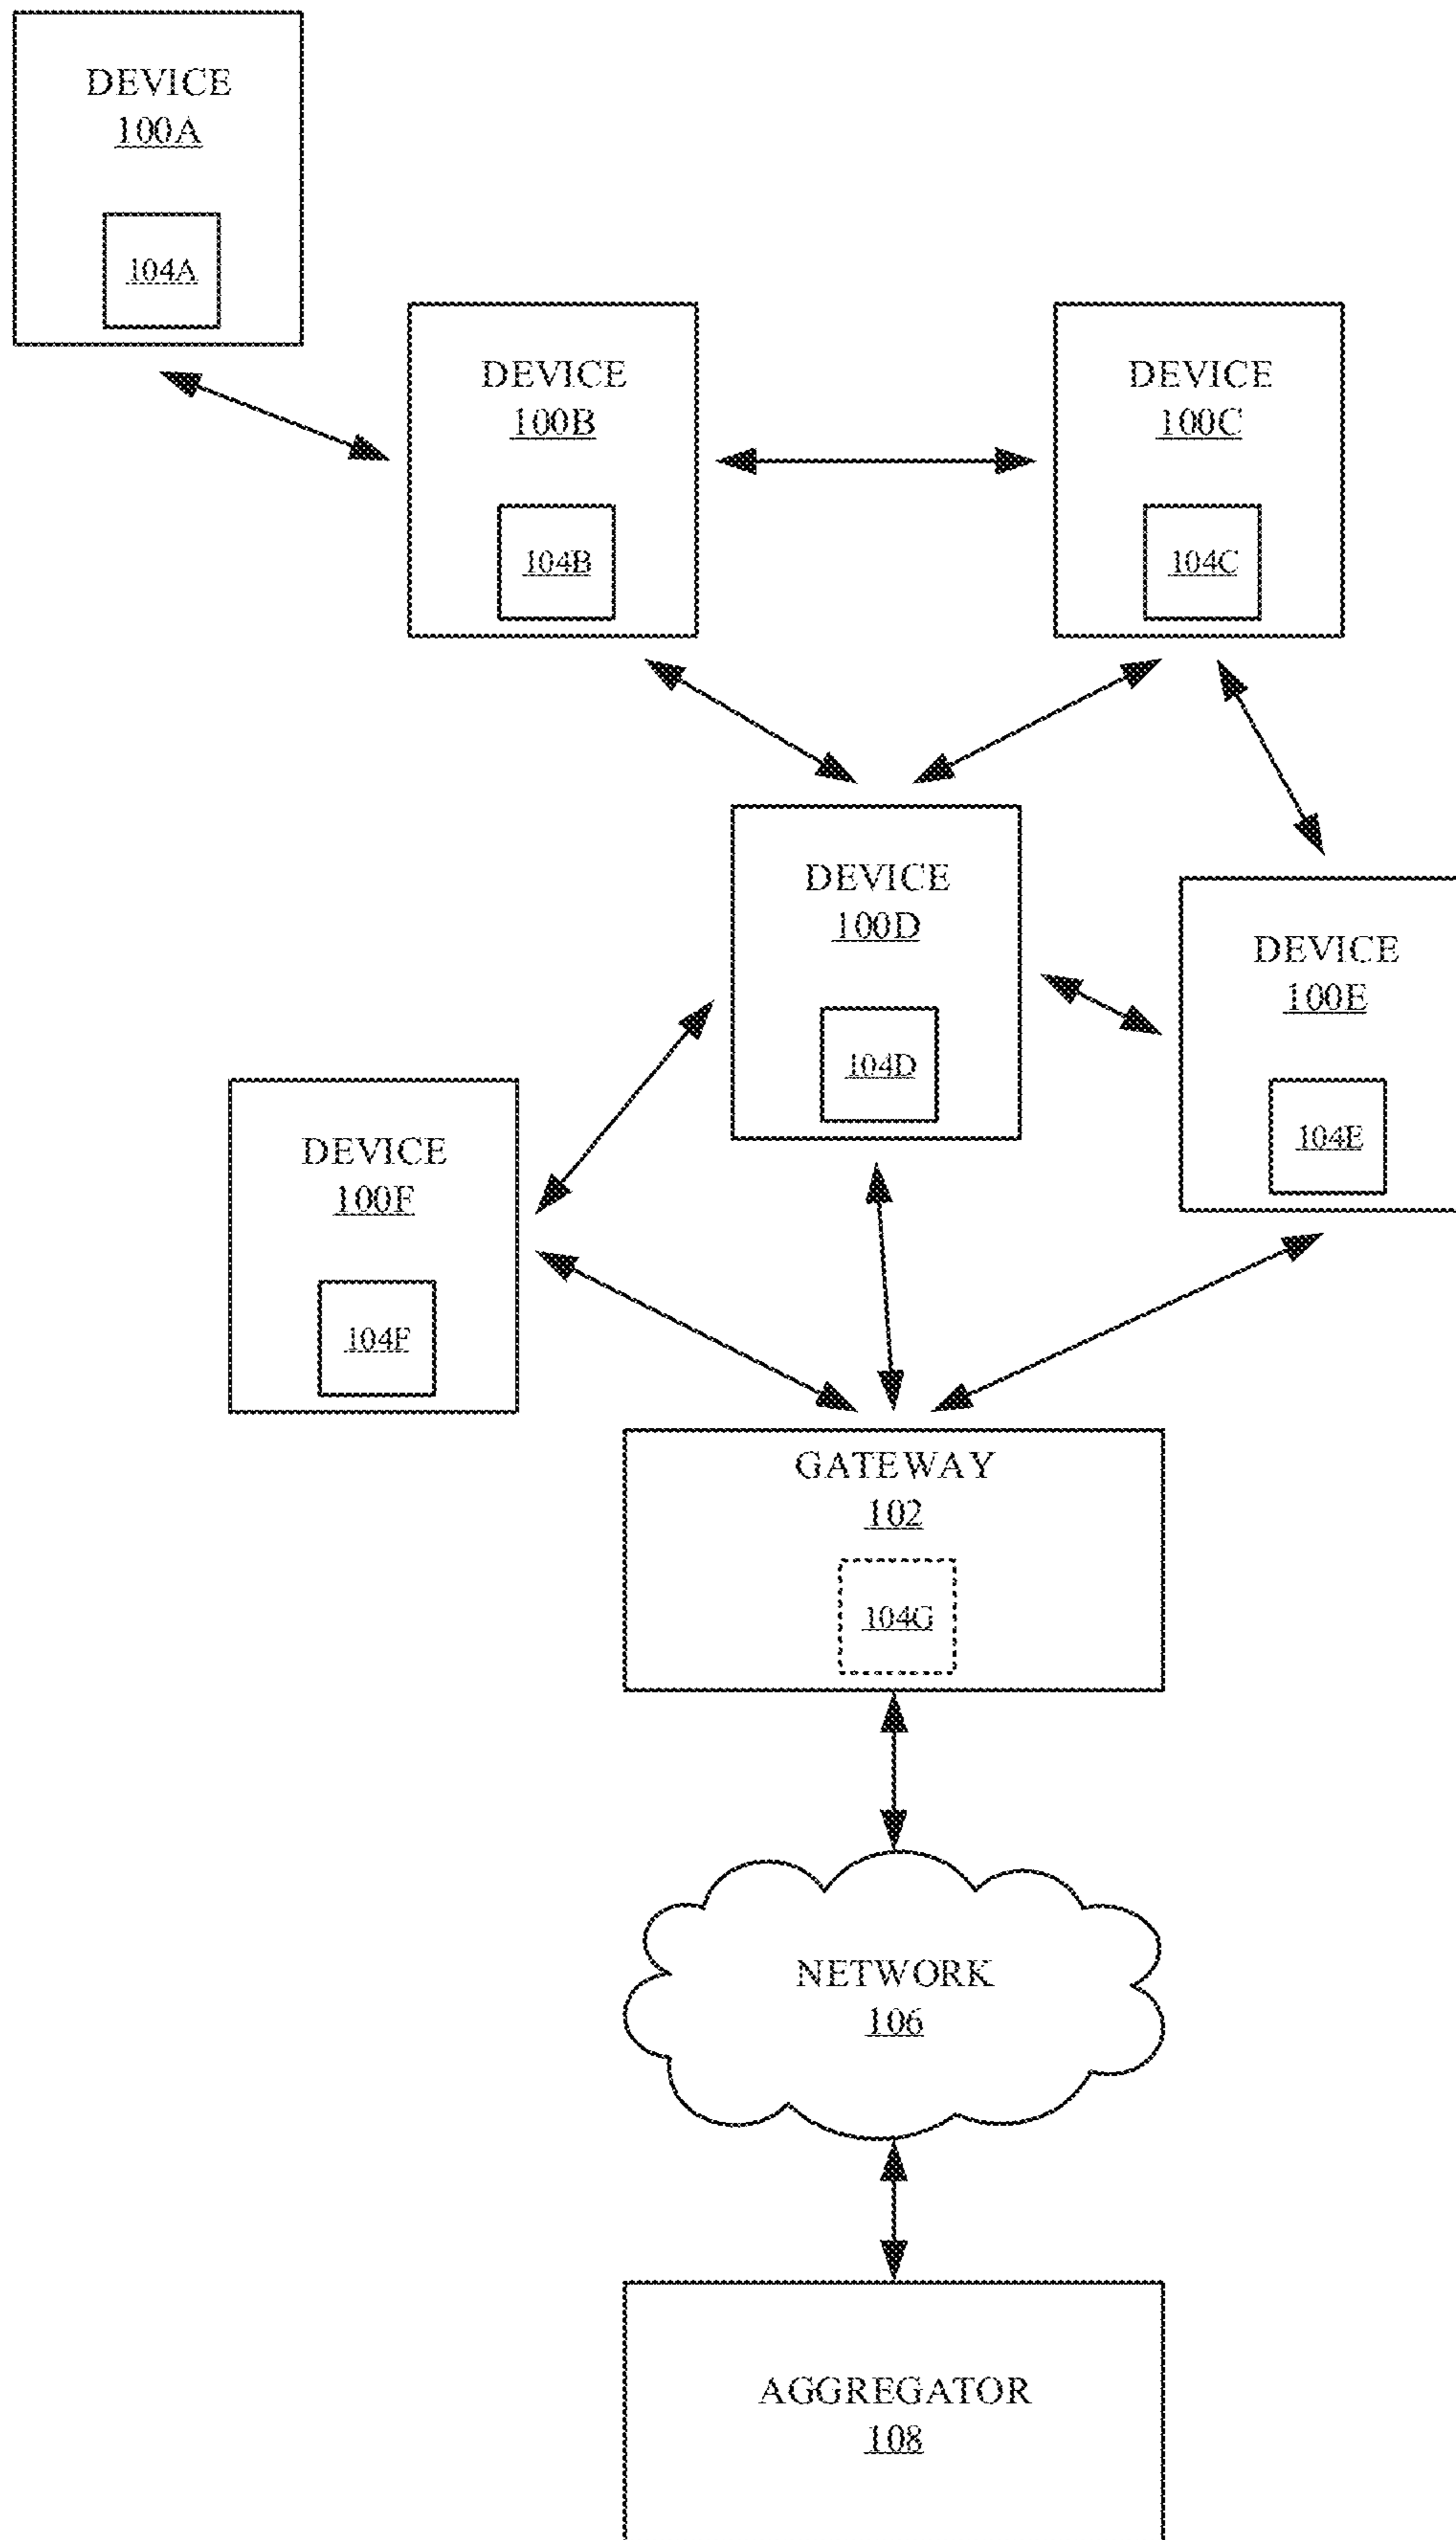 DEVICE
100A
104A
DEVICE
100B
104B
DEVICE
100C
104C
DEVICE
100D
104D
DEVICE
100E
104E
DEVICE
100F
104F
GATEWAY
102
104G
NETWORK
106
AGGREGATOR
108